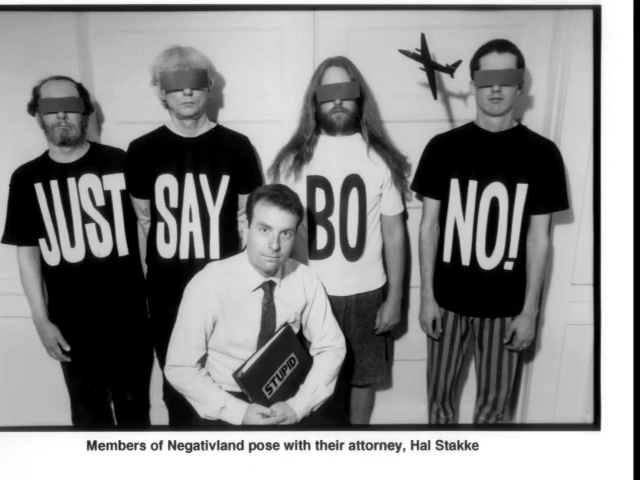 JUST SAY BO NO!
STUPID
Members of Negativland pose with their attorney, Hal Stakke